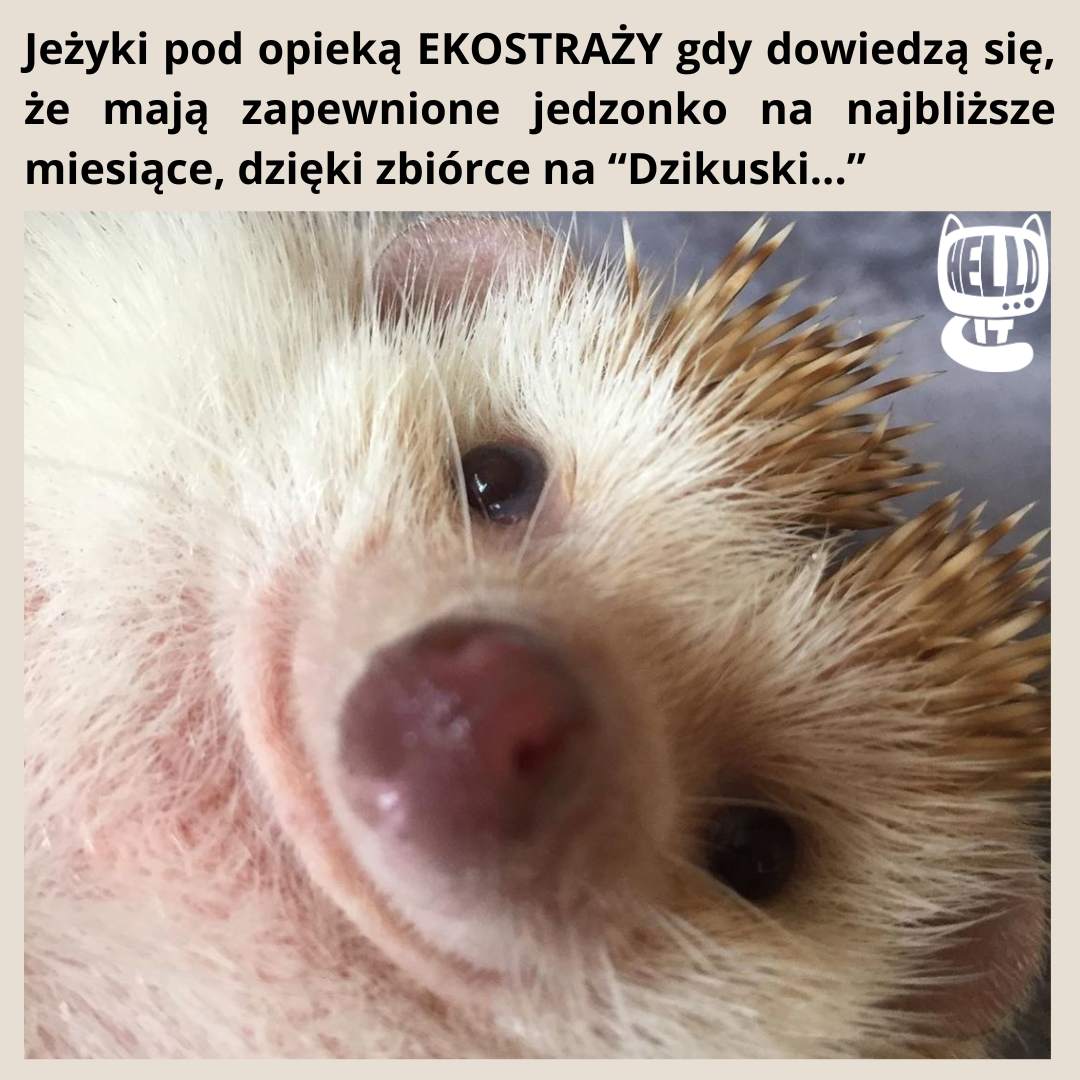 Jeżyki pod opieką EKOSTRAŻY gdy dowiedzą się,
że mają zapewnione jedzonko na najbliższe
miesiące, dzięki zbiórce na “Dzikuski...”
HELLO
IT